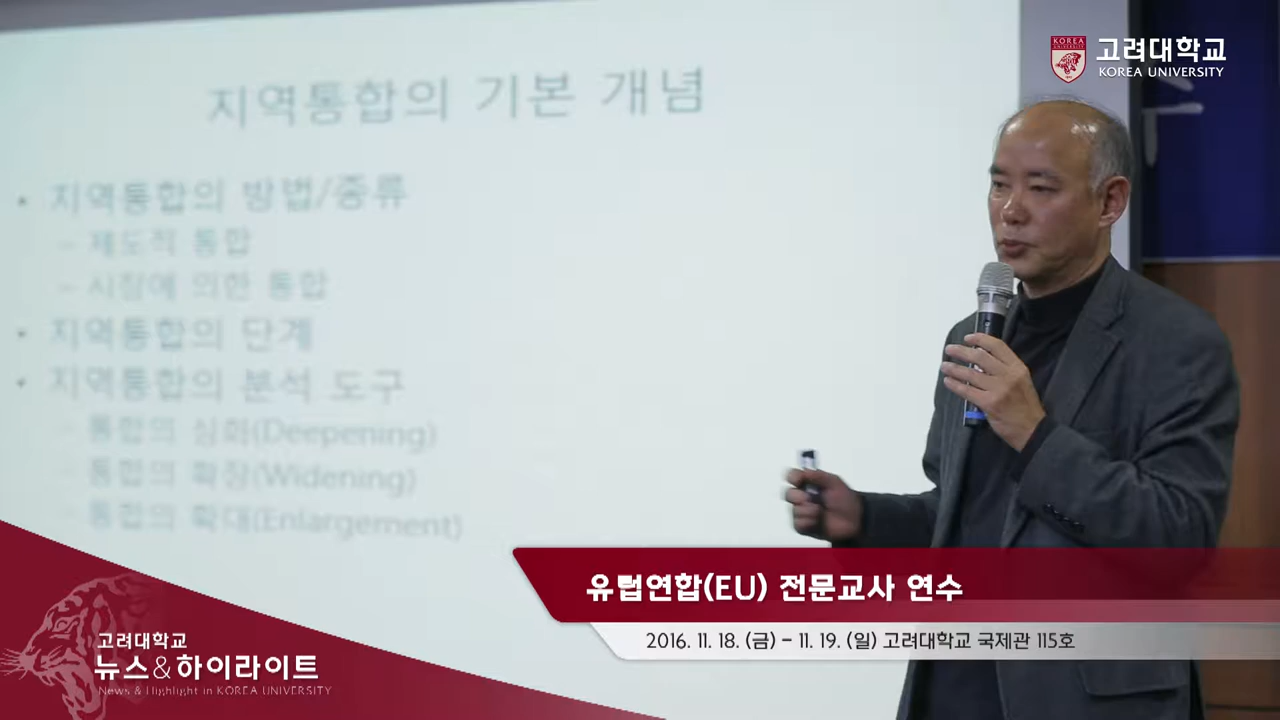 KOREA
고려대학교
KOREA UNIVERSITY
지역통합의 기본 개념
• 지역통합의 방법/종류
– 제도적 통합
– 시장에 의한 통합
• 지역통합의 단계
• 지역통합의 분석 도구
– 통합의 심화(Deepening)
– 통합의 확장(Widening)
– 통합의 확대(Enlargement)
유럽연합(EU) 전문교사 연수
2016. 11. 18. (금) - 11. 19. (일) 고려대학교 국제관 115호
고려대학교
뉴스&하이라이트
News & Highlight in KOREA UNIVERSITY